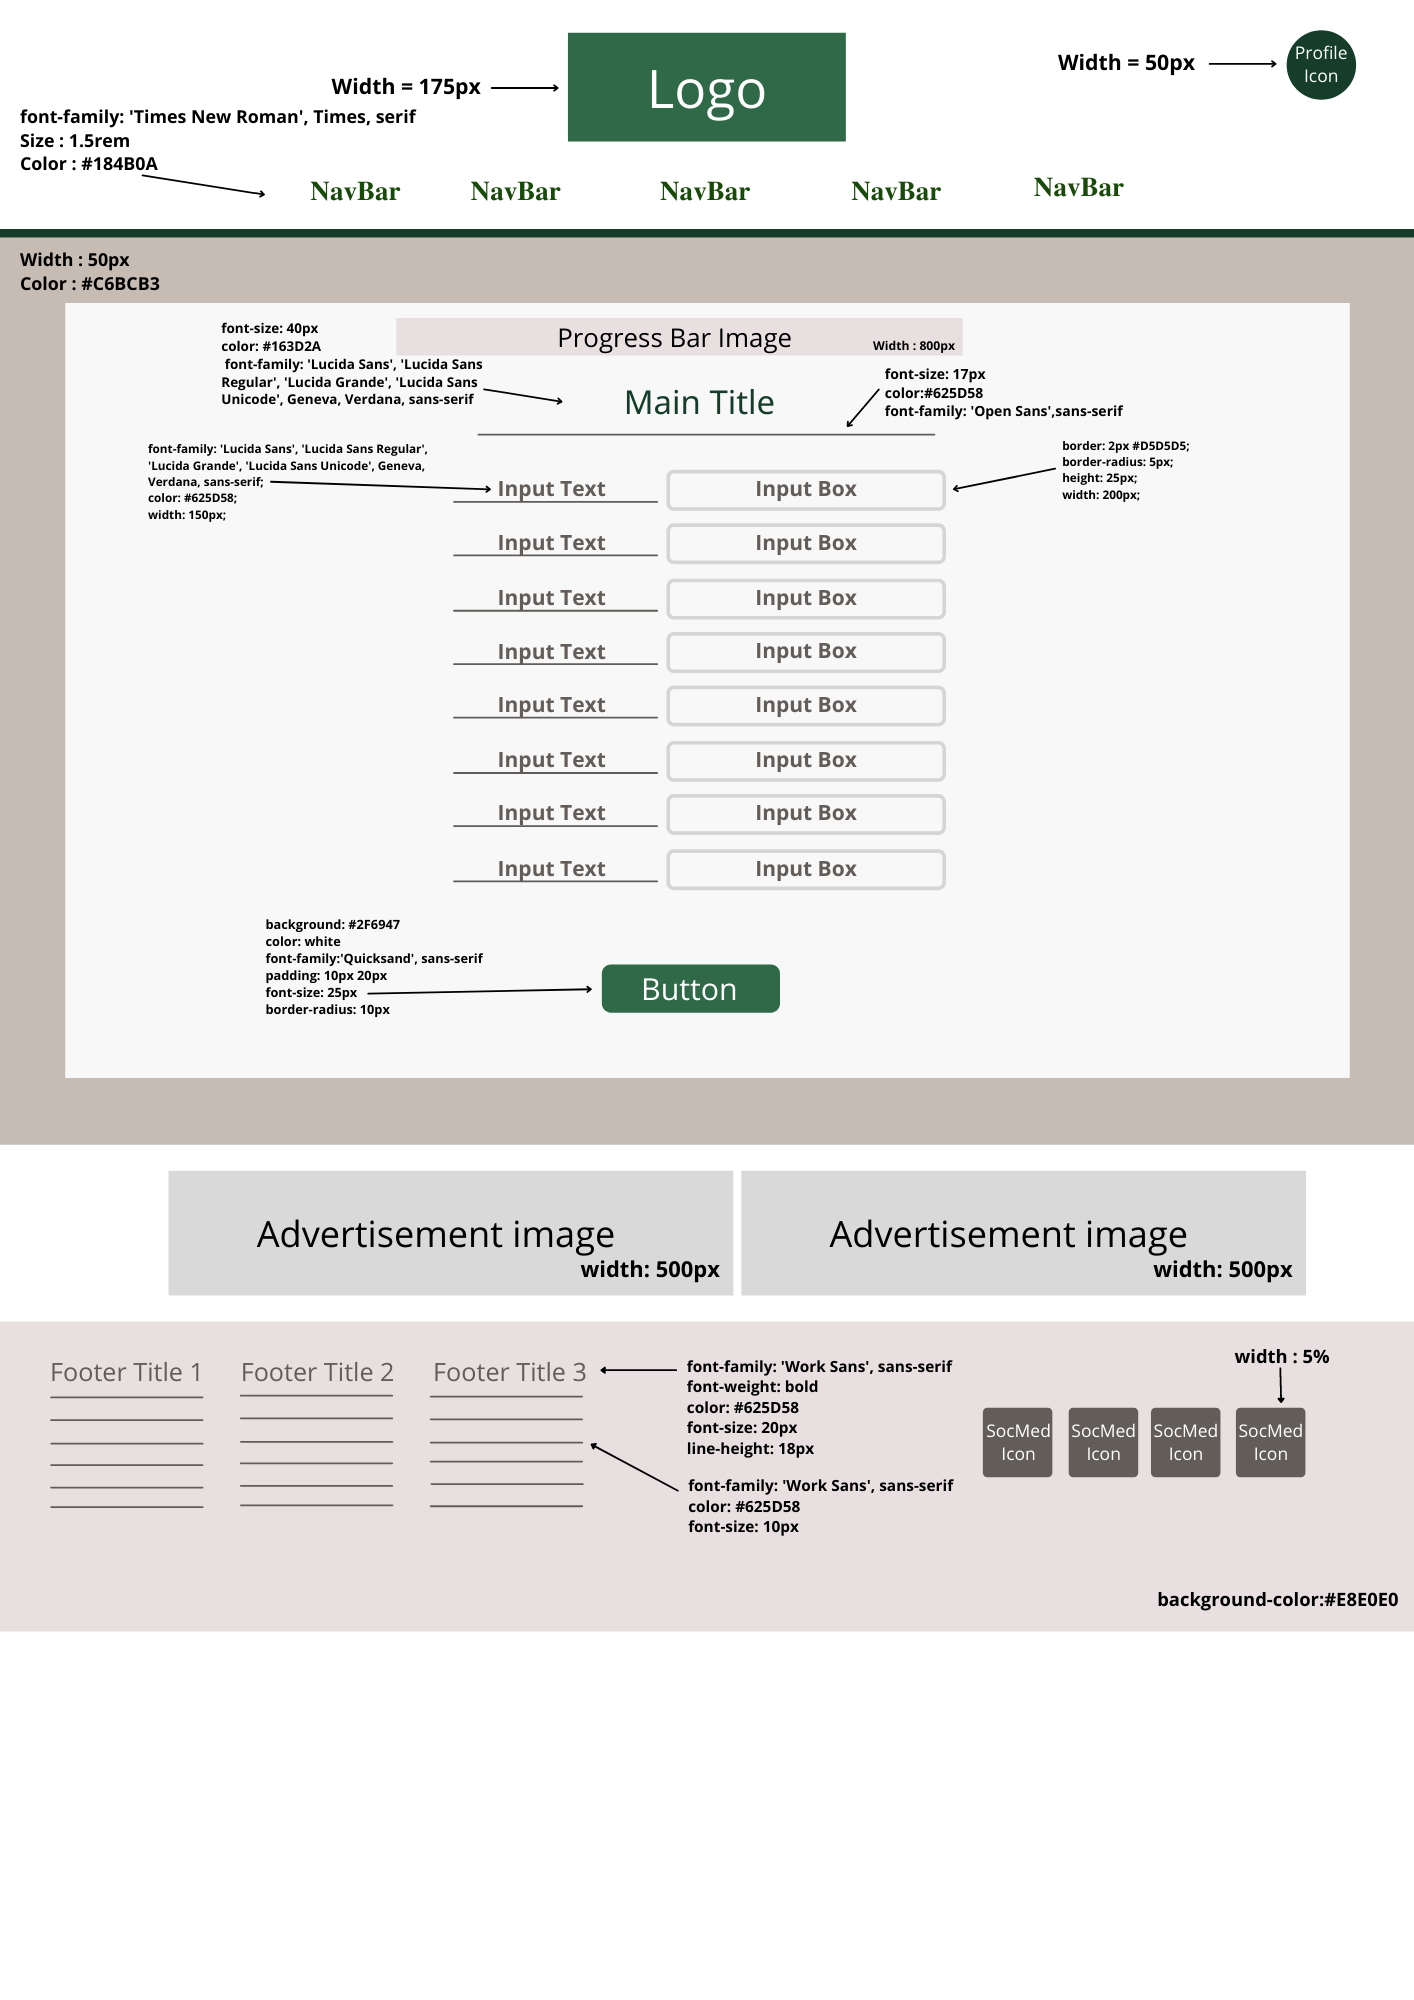 Logo
Profile
Icon
Width = 50px
Width = 175px
font-family: 'Times New Roman', Times, serif
Size : 1.5rem
Color : #184B0A
NavBar
NavBar
NavBar
NavBar
NavBar
Width : 50px
Color : #C6BCB3
Progress Bar Image
Width : 800px
font-size: 40px
color: #163D2A
font-family: 'Lucida Sans', 'Lucida Sans
Regular', 'Lucida Grande', 'Lucida Sans
Unicode', Geneva, Verdana, sans-serif
Main Title
font-size: 17px
color:#625D58
font-family: 'Open Sans',sans-serif
font-family: 'Lucida Sans', 'Lucida Sans Regular',
'Lucida Grande', 'Lucida Sans Unicode', Geneva,
Verdana, sans-serif;
color: #625D58;
width: 150px;
border: 2px #D5D5D5;
border-radius: 5px;
height: 25px;
width: 200px;
Input Text
Input Box
Input Text
Input Box
Input Text
Input Box
Input Text
Input Box
Input Text
Input Box
Input Text
Input Box
Input Text
Input Box
Input Text
Input Box
background: #2F6947
color: white
font-family:'Quicksand', sans-serif
padding: 10px 20px
font-size: 25px
border-radius: 10px
Button
Advertisement image
width: 500px
Advertisement image
width: 500px
Footer Title 1
Footer Title 2
Footer Title 3
font-family: 'Work Sans', sans-serif
font-weight: bold
color: #625D58
font-size: 20px
line-height: 18px
font-family: 'Work Sans', sans-serif
color: #625D58
font-size: 10px
width : 5%
SocMed
Icon
SocMed
Icon
SocMed
Icon
SocMed
Icon
background-color:#E8E0E0